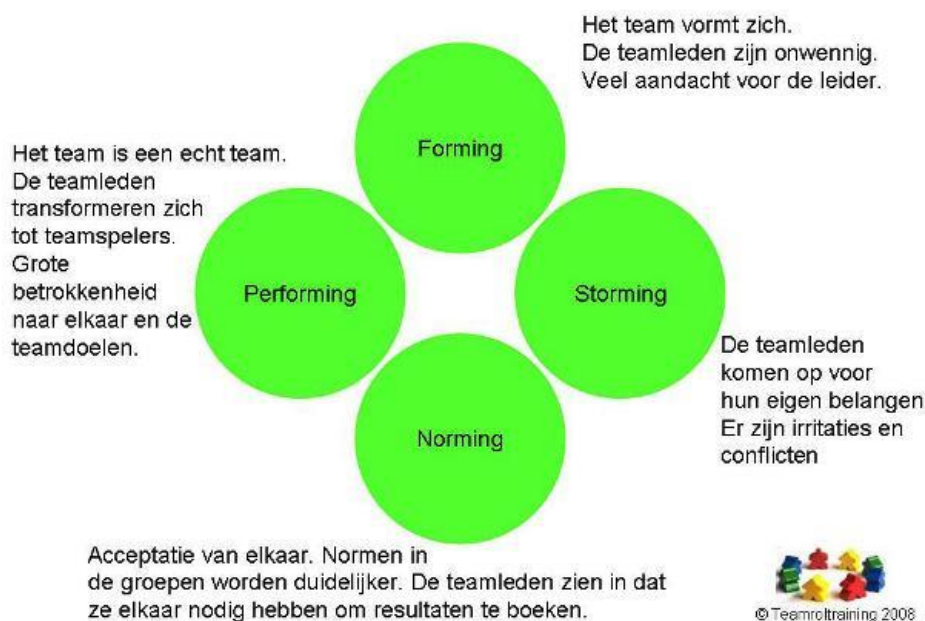 Het team vormt zich.
De teamleden zijn onwennig.
Veel aandacht voor de leider.
Forming
Het team is een echt team.
De teamleden
transformeren zich
tot teamspelers.
Grote
betrokkenheid
naar elkaar en de
teamdoelen.
Performing
Storming
De teamleden
komen op voor
hun eigen belangen
Er zijn irritaties en
conflicten
Norming
Acceptatie van elkaar. Normen in
de groepen worden duidelijker. De teamleden zien in dat
ze elkaar nodig hebben om resultaten te boeken.
© Teamroltraining 2008